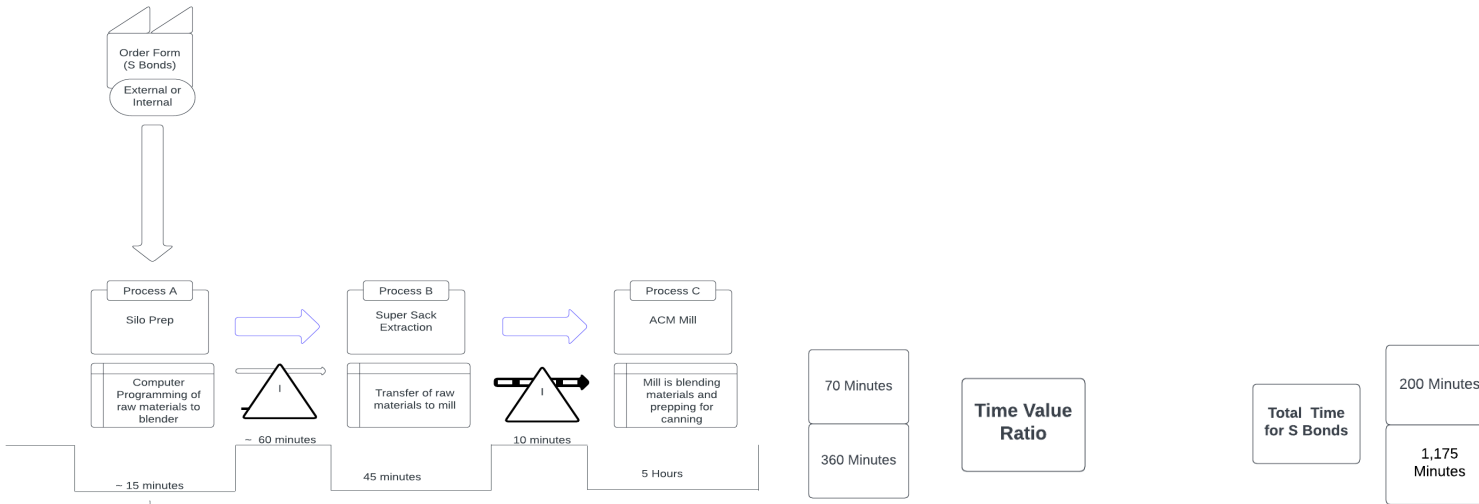 Order Form
(S Bonds)
External or
Internal
Process A
Silo Prep
Process B
Super Sack
Extraction
Process C
ACM Mill
Computer
Programming of
raw materials to
blender
I
Transfer of raw
materials to mill
I
Mill is blending
materials and
prepping for
canning
~ 60 minutes
10 minutes
~ 15 minutes
45 minutes
5 Hours
70 Minutes
360 Minutes
Time Value
Ratio
Total Time
for S Bonds
200 Minutes
1,175
Minutes